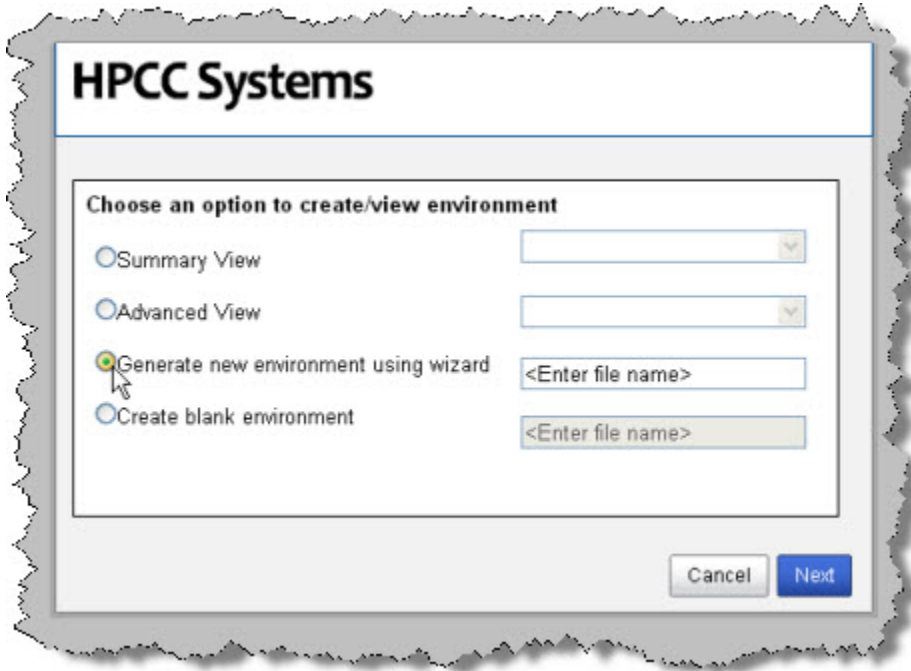 HPCC Systems
Choose an option to create/view environment
Summary View
Advanced View
Generate new environment using wizard
<Enter file name>
Create blank environment
<Enter file name>
Cancel
Next